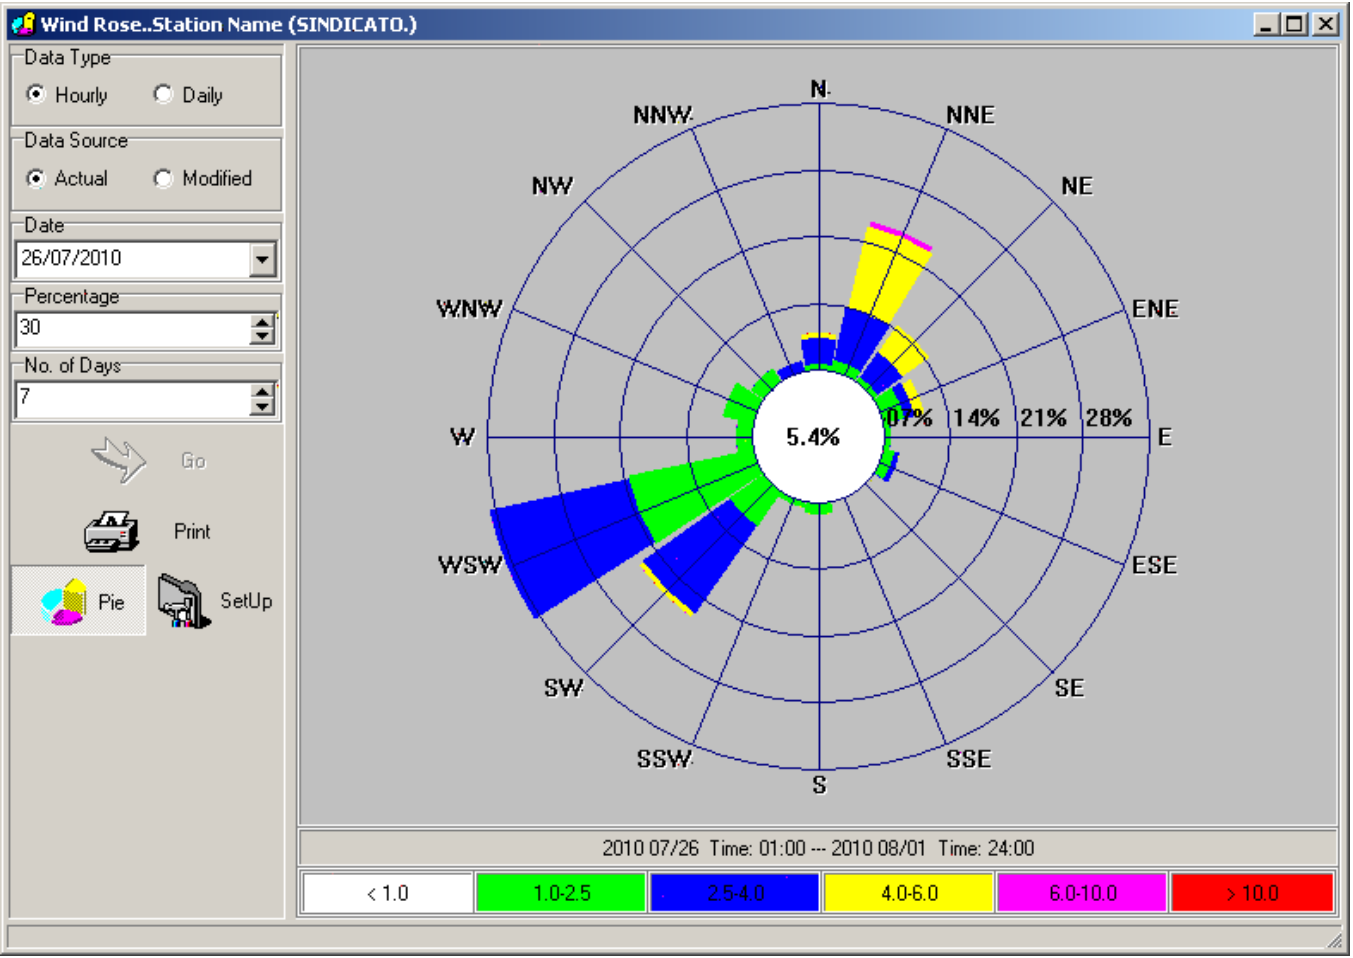 Wind Rose..Station Name (SINDICATO.)
Data Type
Hourly Daily
Data Source
Actual Modified
Date
26/07/2010
Percentage
30
No. of Days
7
Go
Print
Pie SetUp
N
NNW NNE
NW NE
WNW ENE
W 5.4% 07% 14% 21% 28% E
WSW ESE
SW SE
SSW SSE
S
2010 07/26 Time: 01:00 --- 2010 08/01 Time: 24:00
< 1.0 1.0-2.5 2.5-4.0 4.0-6.0 6.0-10.0 > 10.0